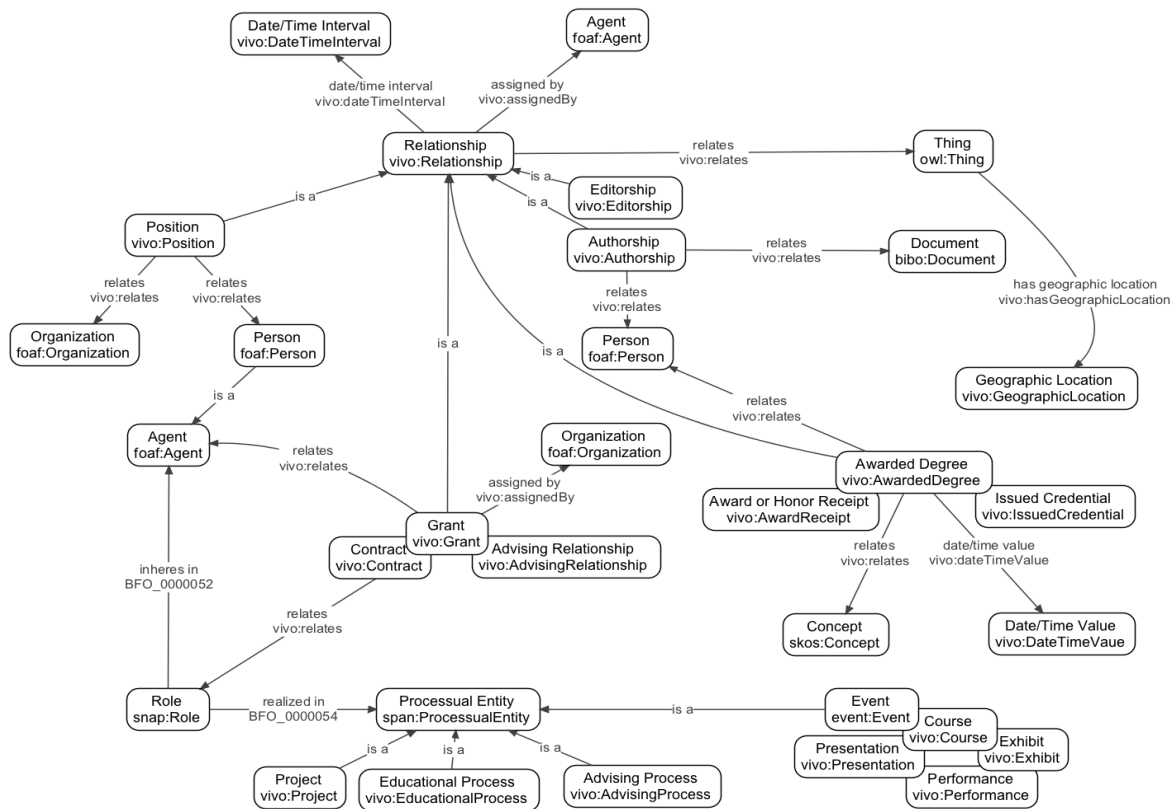 Date/Time Interval
vivo:DateTimeInterval
Agent
foaf:Agent
date/time interval
vivo:dateTimeInterval
assigned by
vivo:assignedBy
Relationship
vivo:Relationship
relates
vivo:relates
Thing
owl:Thing
is a
Editorship
vivo:Editorship
is a
is a
Position
vivo:Position
Authorship
vivo:Authorship
relates
vivo:relates
Document
bibo:Document
relates
vivo:relates
relates
vivo:relates
relates
vivo:relates
has geographic location
vivo:hasGeographicLocation
Organization
foaf:Organization
Person
foaf:Person
Person
foaf:Person
is a
is a
Geographic Location
vivo:GeographicLocation
is a
relates
vivo:relates
Agent
foaf:Agent
relates
vivo:relates
Organization
foaf:Organization
assigned by
vivo:assignedBy
Awarded Degree
vivo:AwardedDegree
Award or Honor Receipt
vivo:AwardReceipt
Issued Credential
vivo:IssuedCredential
Grant
vivo:Grant
Contract
vivo:Contract
Advising Relationship
vivo:AdvisingRelationship
relates
vivo:relates
date/time value
vivo:dateTimeValue
inheres in
BFO_0000052
relates
vivo:relates
Concept
skos:Concept
Date/Time Value
vivo:DateTimeVaue
Role
snap:Role
realized in
BFO_0000054
Processual Entity
span:ProcessualEntity
is a
Event
event:Event
Course
vivo:Course
Presentation
vivo:Presentation
Exhibit
vivo:Exhibit
Performance
vivo:Performance
is a
is a
is a
Project
vivo:Project
Educational Process
vivo:EducationalProcess
Advising Process
vivo:AdvisingProcess